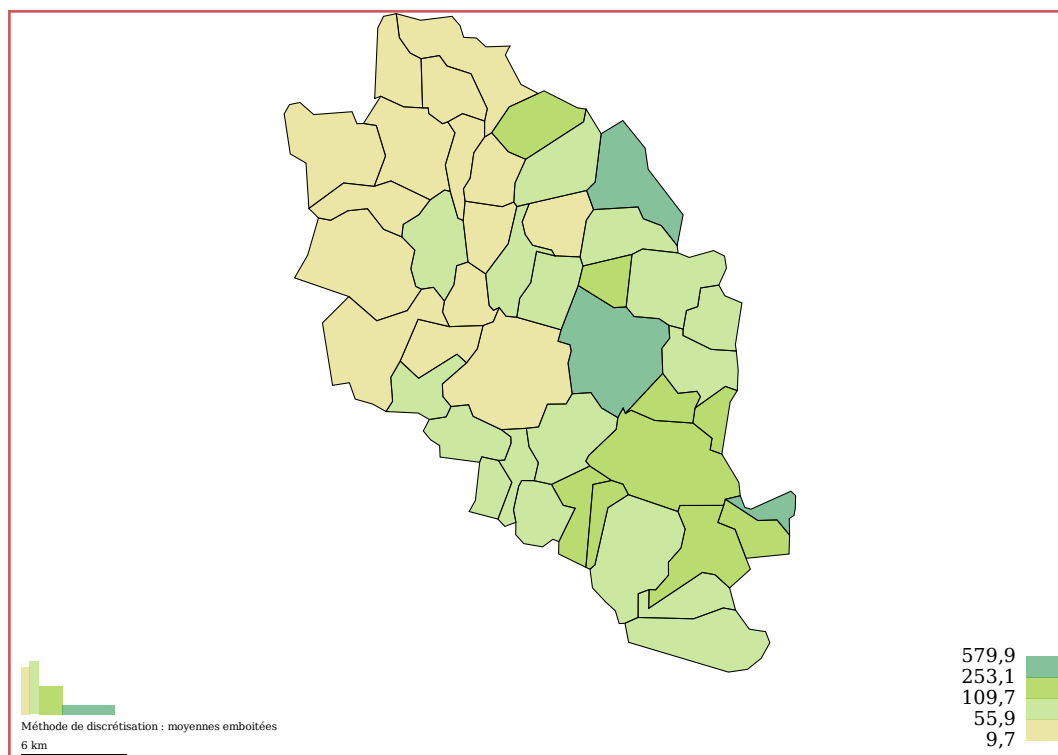 579,9
253,1
109,7
55,9
9,7
Méthode de discrétisation : moyennes emboitées
6 km